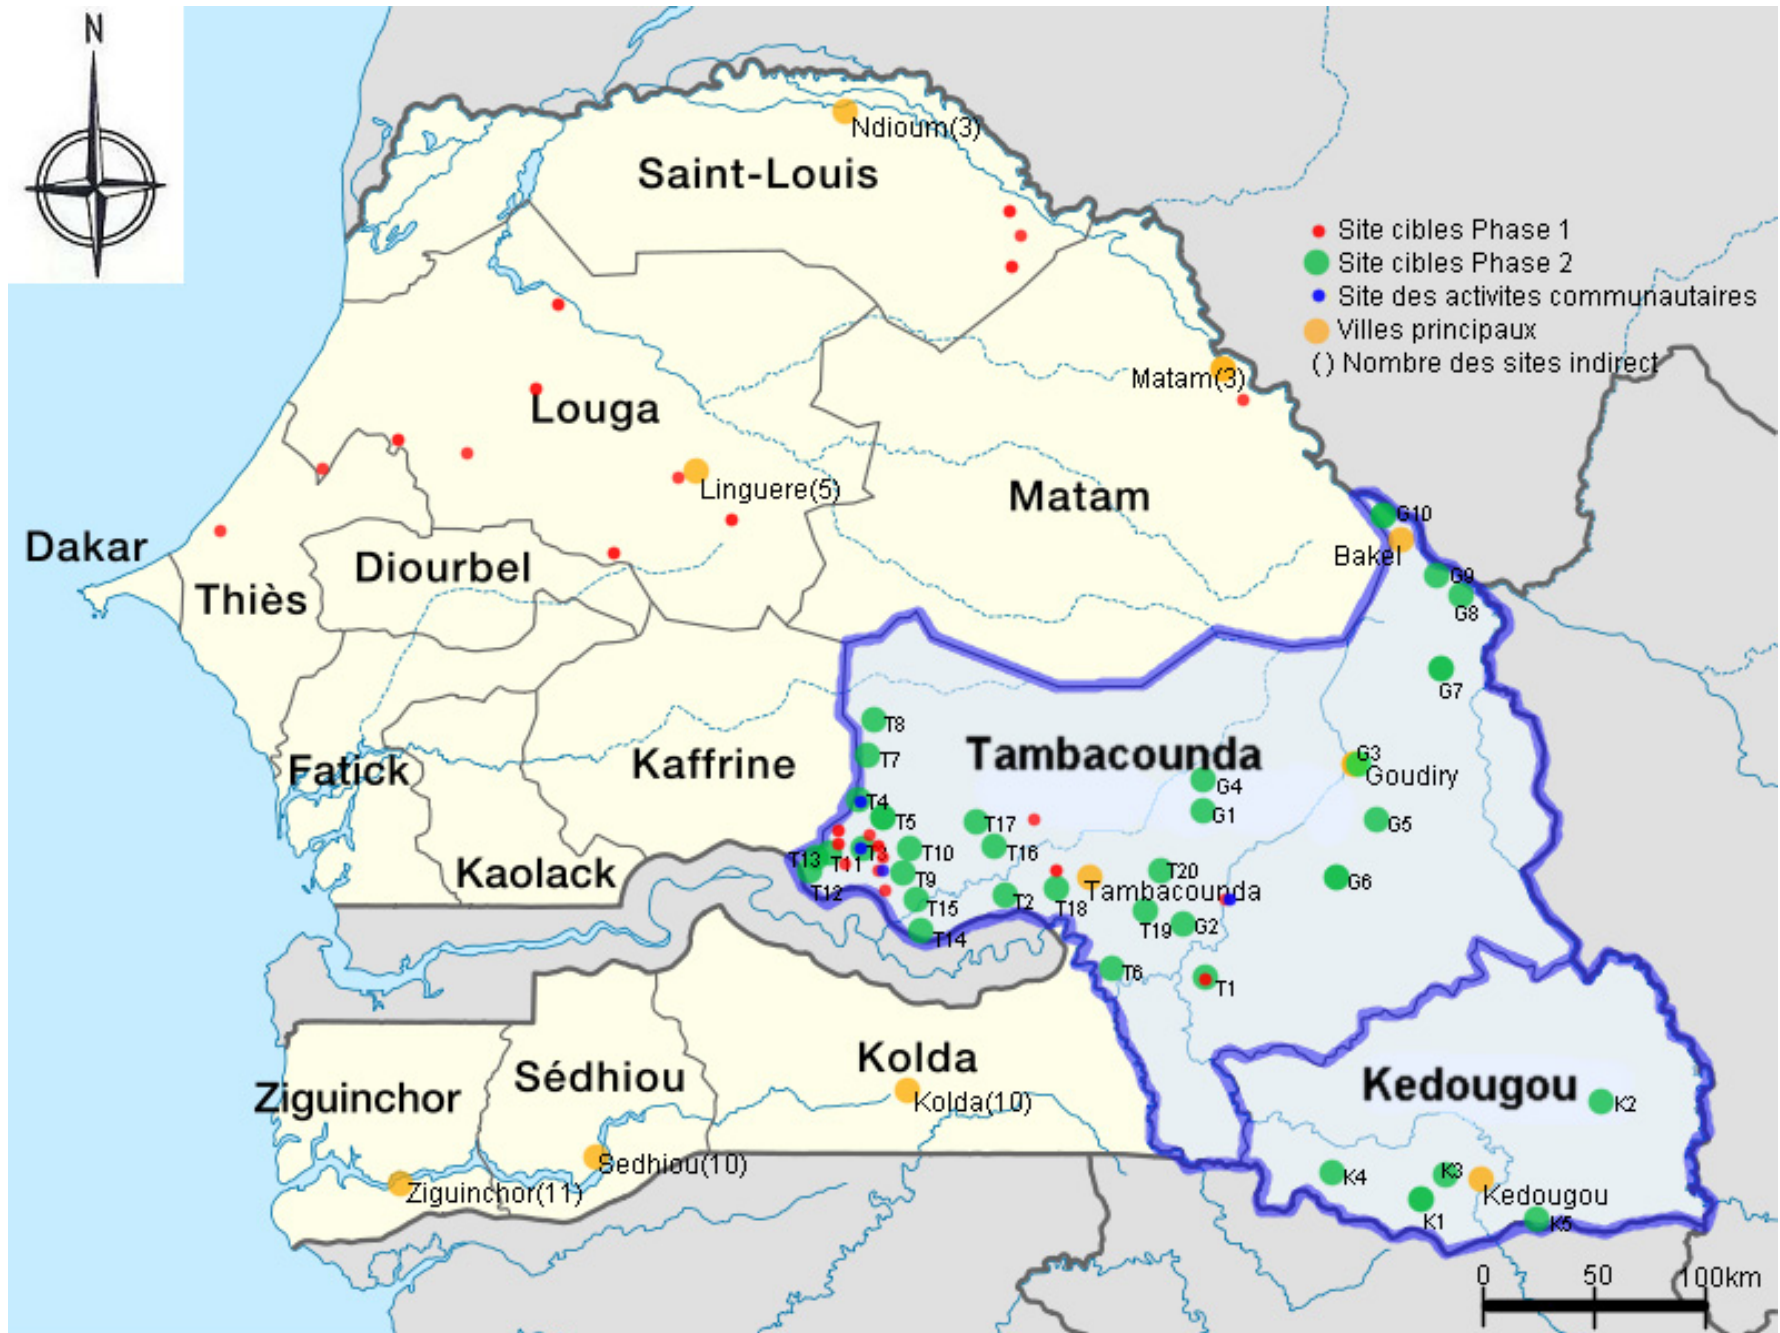 N
Ndioum(3)
Saint-Louis
Site cibles Phase 1
Site cibles Phase 2
Site des activites communautaires
Villes principaux
( ) Nombre des sites indirect
Matam(3)
Louga
Linguere(5)
Matam
G10
Dakar
Bakel
Diourbel
Thiès
G9
G8
G7
T8
Tambacounda
T7
Kaffrine
Fatick
G3
Goudiry
G4
T4
G1
T5
T17
G5
T13
T11
T3
T10
T16
Kaolack
T12
T9
T20
G6
Tambacounda
T15
T2
T18
T19
G2
T14
T6
T1
Kolda
Sédhiou
Kedougou
Ziguinchor
Kolda(10)
K2
Sedhiou(10)
K4
K3
Ziguinchor(11)
Kedougou
K1
K5
0 50 100km